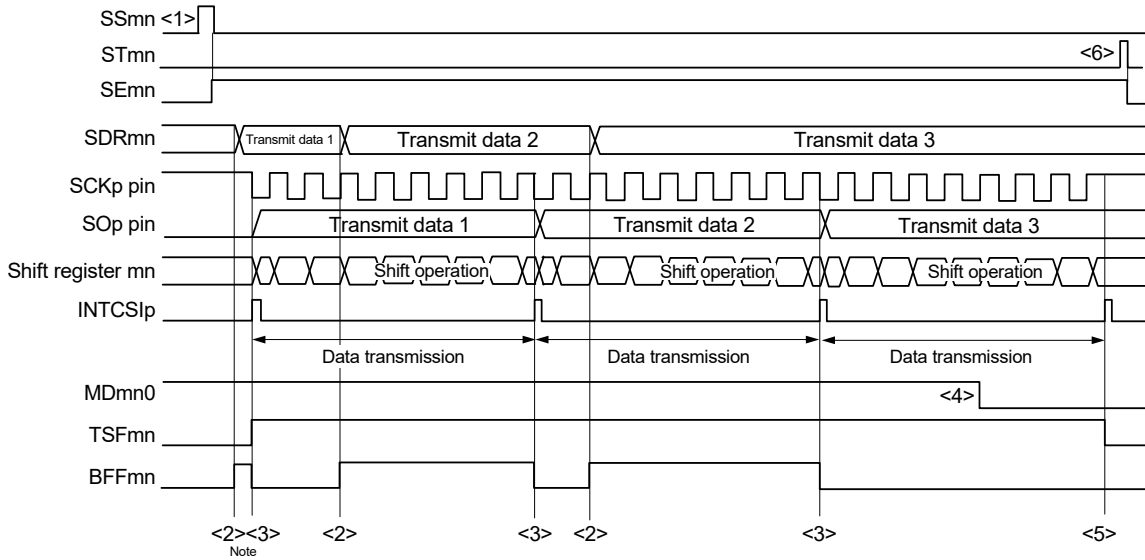 SSmn <1>
STmn <6>
SEmn
SDRmn Transmit data 1 Transmit data 2 Transmit data 3
SCKp pin
SOp pin Transmit data 1 Transmit data 2 Transmit data 3
Shift register mn Shift operation Shift operation Shift operation
INTCSIp
Data transmission Data transmission Data transmission
MDmn0 <4>
TSFmn
BFFmn
<2> <3> <2> <3> <2> <3> <5>
Note